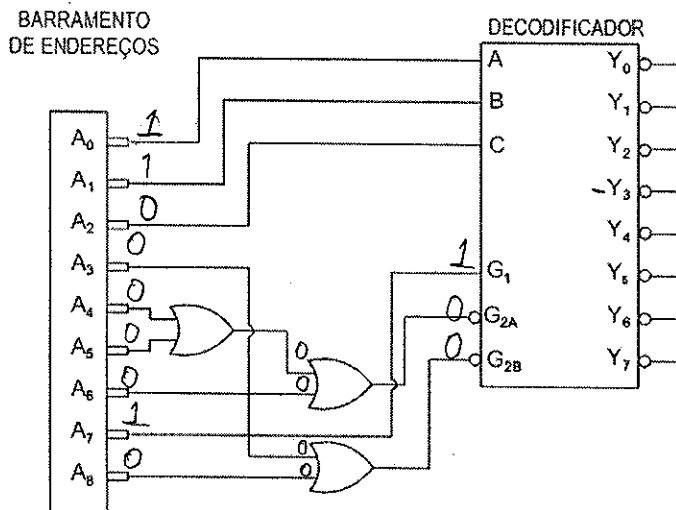 BARRAMENTO
DE ENDEREÇOS
DECODIFICADOR
A Y₀
B Y₁
C Y₂
A₀ 1
A₁ 1
A₂ 0
A₃ 0
A₄ 0
A₅ 0
A₆ 0
A₇ 1
A₈ 0
0
0
0
0
Y₃
Y₄
1 G₁ Y₅
0 G₂A Y₆
0 G₂B Y₇